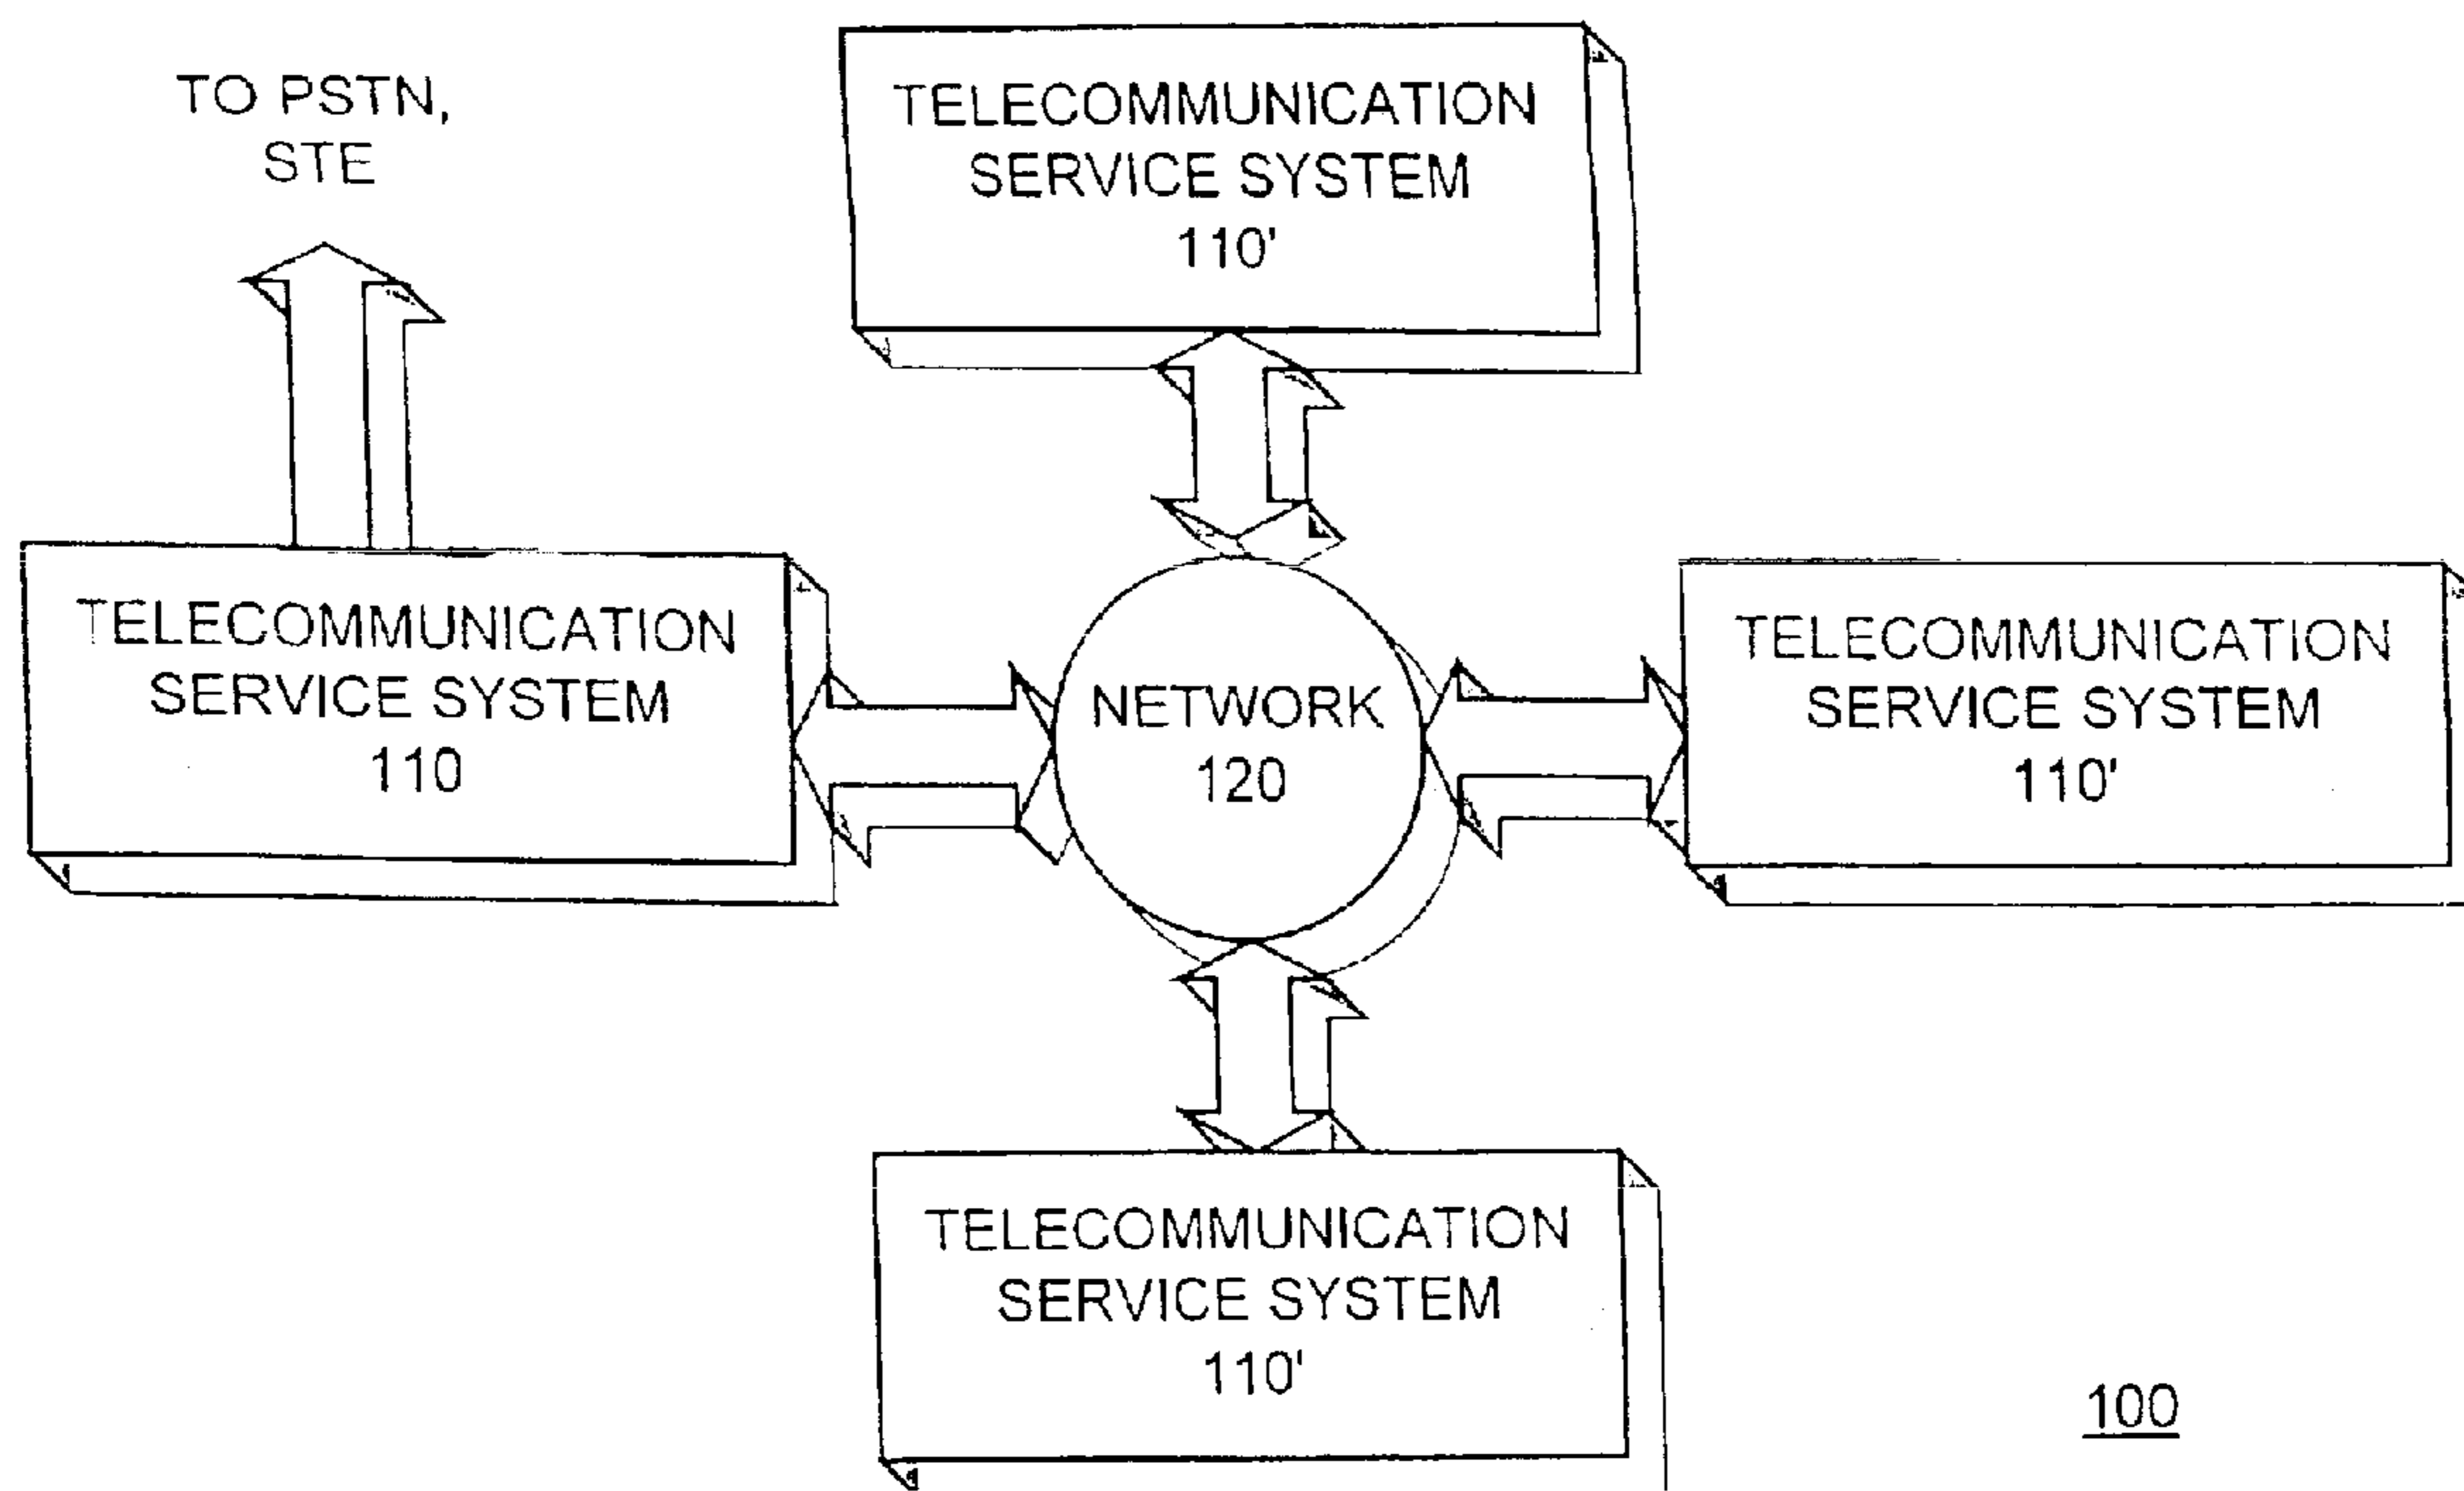 TO PSTN,
STE
TELECOMMUNICATION
SERVICE SYSTEM
110'
TELECOMMUNICATION
SERVICE SYSTEM
110
NETWORK
120
TELECOMMUNICATION
SERVICE SYSTEM
110'
TELECOMMUNICATION
SERVICE SYSTEM
110'
100